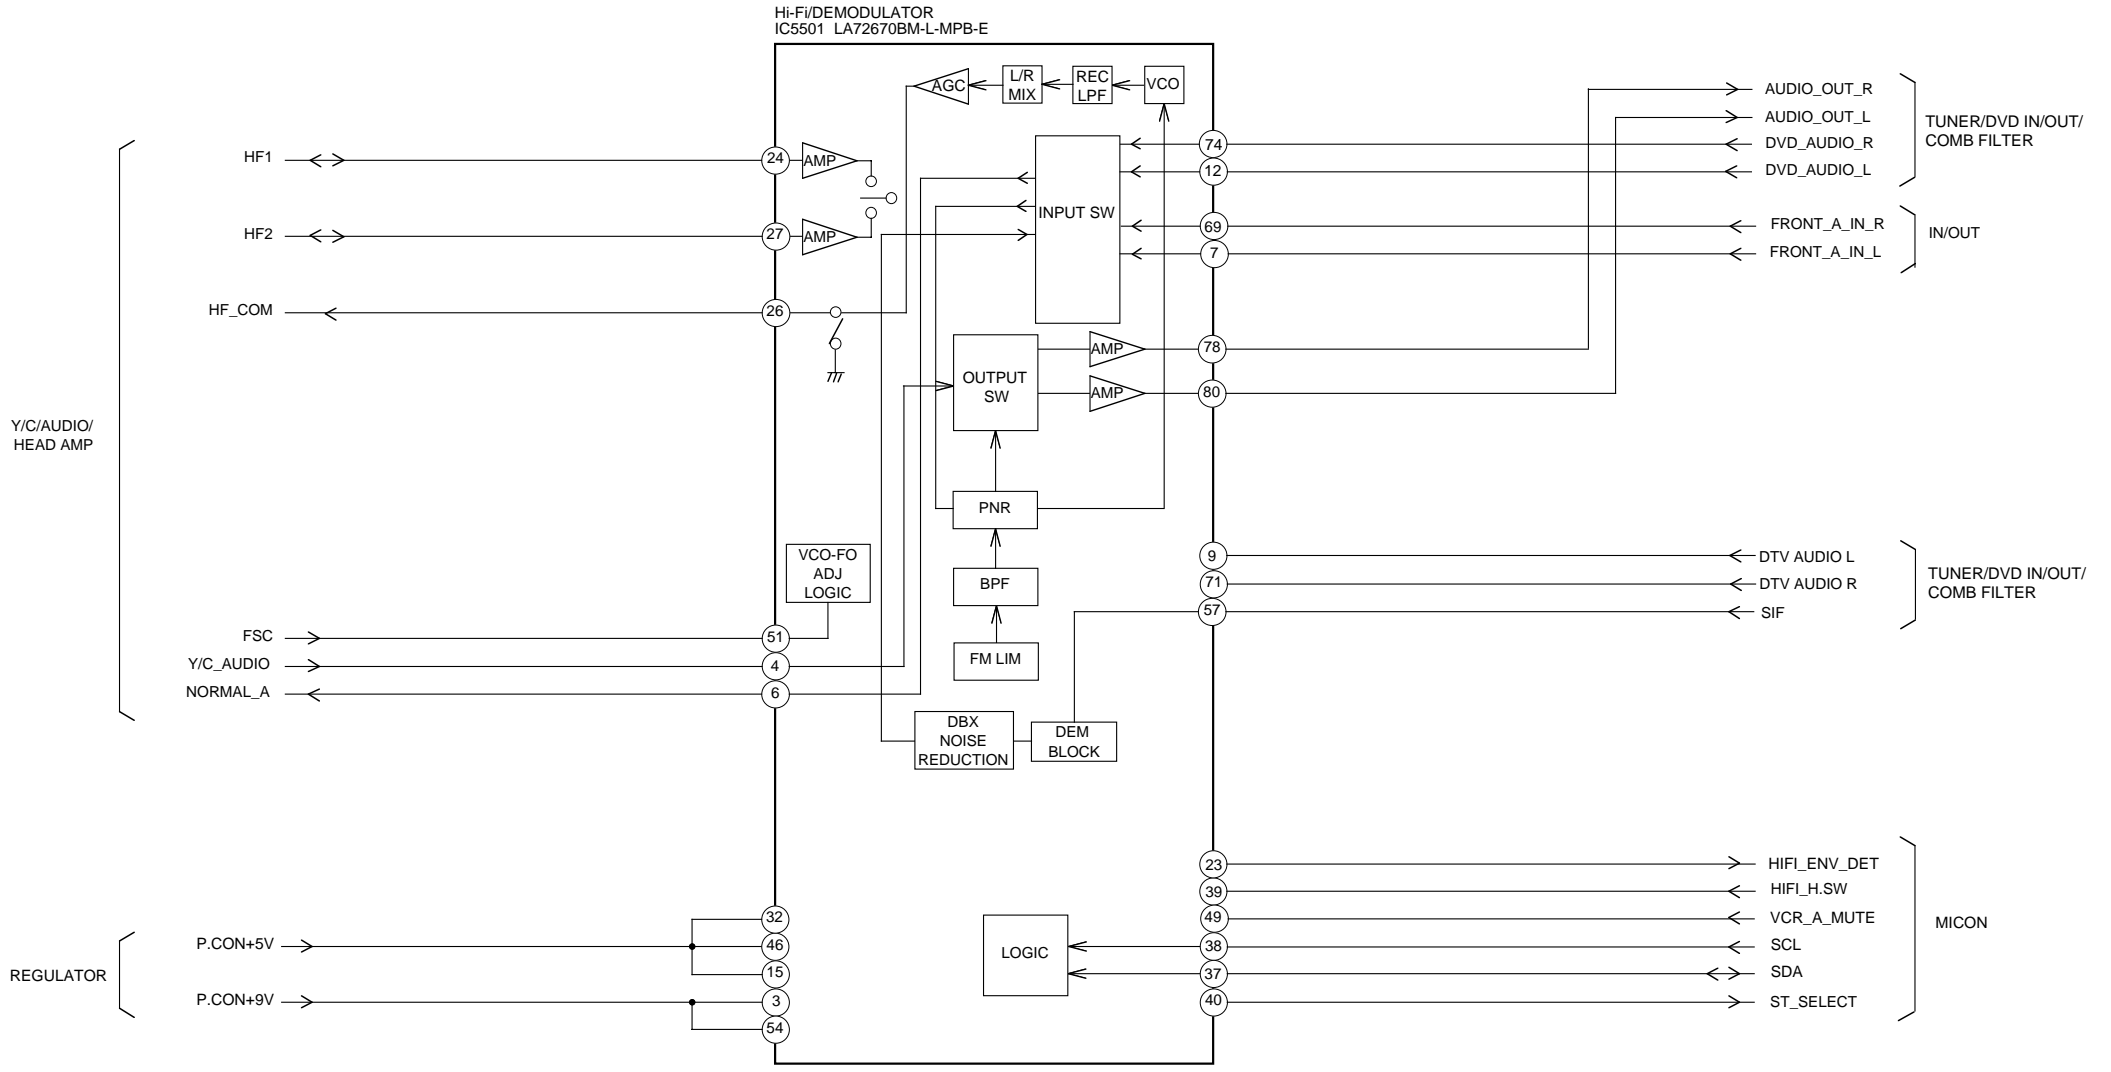 Hi-Fi/DEMODULATOR
IC5501 LA72670BM-L-MPB-E
AGC
L/R
MIX
REC
LPF
VCO
AUDIO_OUT_R
AUDIO_OUT_L
DVD_AUDIO_R
DVD_AUDIO_L
TUNER/DVD IN/OUT/
COMB FILTER
74
12
HF1
24
AMP
HF2
27
AMP
INPUT SW
69
7
FRONT_A_IN_R
FRONT_A_IN_L
IN/OUT
HF_COM
26
OUTPUT
SW
AMP
78
AMP
80
Y/C/AUDIO/
HEAD AMP
PNR
VCO-FO
ADJ
LOGIC
BPF
FM LIM
9
71
57
DTV AUDIO L
DTV AUDIO R
SIF
TUNER/DVD IN/OUT/
COMB FILTER
FSC
51
Y/C_AUDIO
4
NORMAL_A
6
DBX
NOISE
REDUCTION
DEM
BLOCK
23
39
49
38
37
40
HIFI_ENV_DET
HIFI_H.SW
VCR_A_MUTE
SCL
SDA
ST_SELECT
MICON
LOGIC
REGULATOR
P.CON+5V
32
46
15
P.CON+9V
3
54